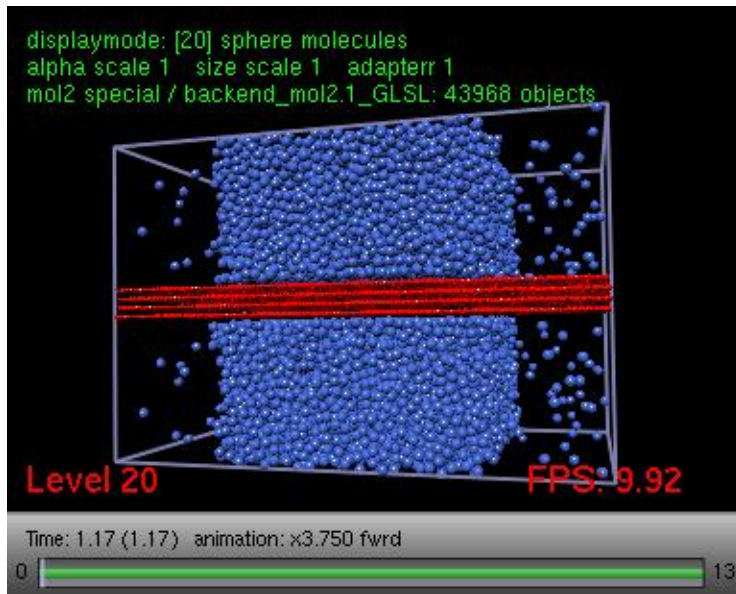 displaymode: [20] sphere molecules
alpha scale 1 size scale 1 adapterr 1
mol2 special / backend_mol2.1_GLSL: 43968 objects
Level 20 FPS: 9.92
Time: 1.17 (1.17) animation: x3.750 fwrd
0 13